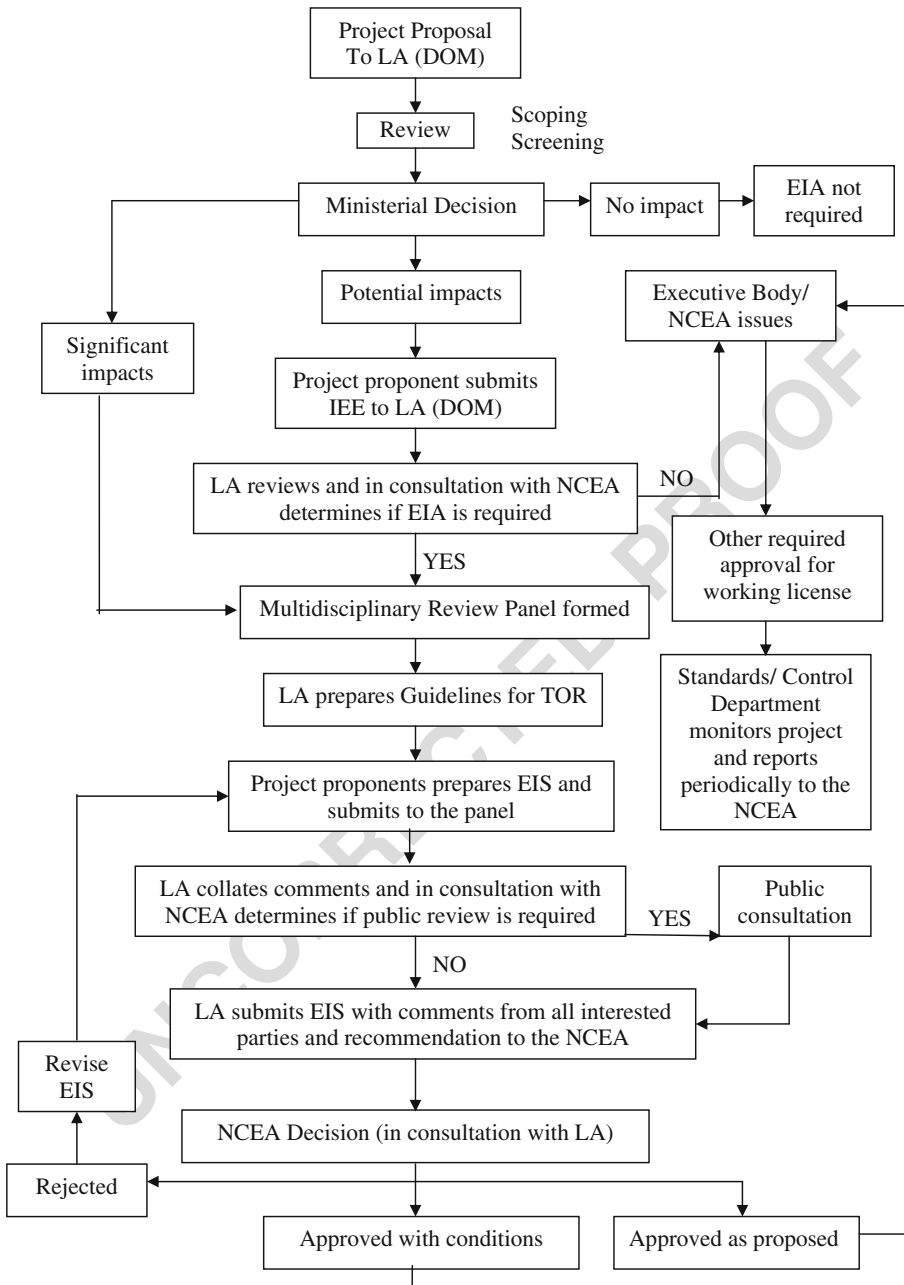 Project Proposal
To LA (DOM)
Review
Scoping
Screening
Ministerial Decision
No impact
EIA not
required
Potential impacts
Executive Body/
NCEA issues
Significant
impacts
Project proponent submits
IEE to LA (DOM)
LA reviews and in consultation with NCEA
determines if EIA is required
NO
YES
Other required
approval for
working license
Multidisciplinary Review Panel formed
LA prepares Guidelines for TOR
Standards/ Control
Department
monitors project
and reports
periodically to the
NCEA
Project proponents prepares EIS and
submits to the panel
LA collates comments and in consultation with
NCEA determines if public review is required
YES
Public
consultation
NO
LA submits EIS with comments from all interested
parties and recommendation to the NCEA
Revise
EIS
NCEA Decision (in consultation with LA)
Rejected
Approved with conditions
Approved as proposed
UNCORRECTED PROOF